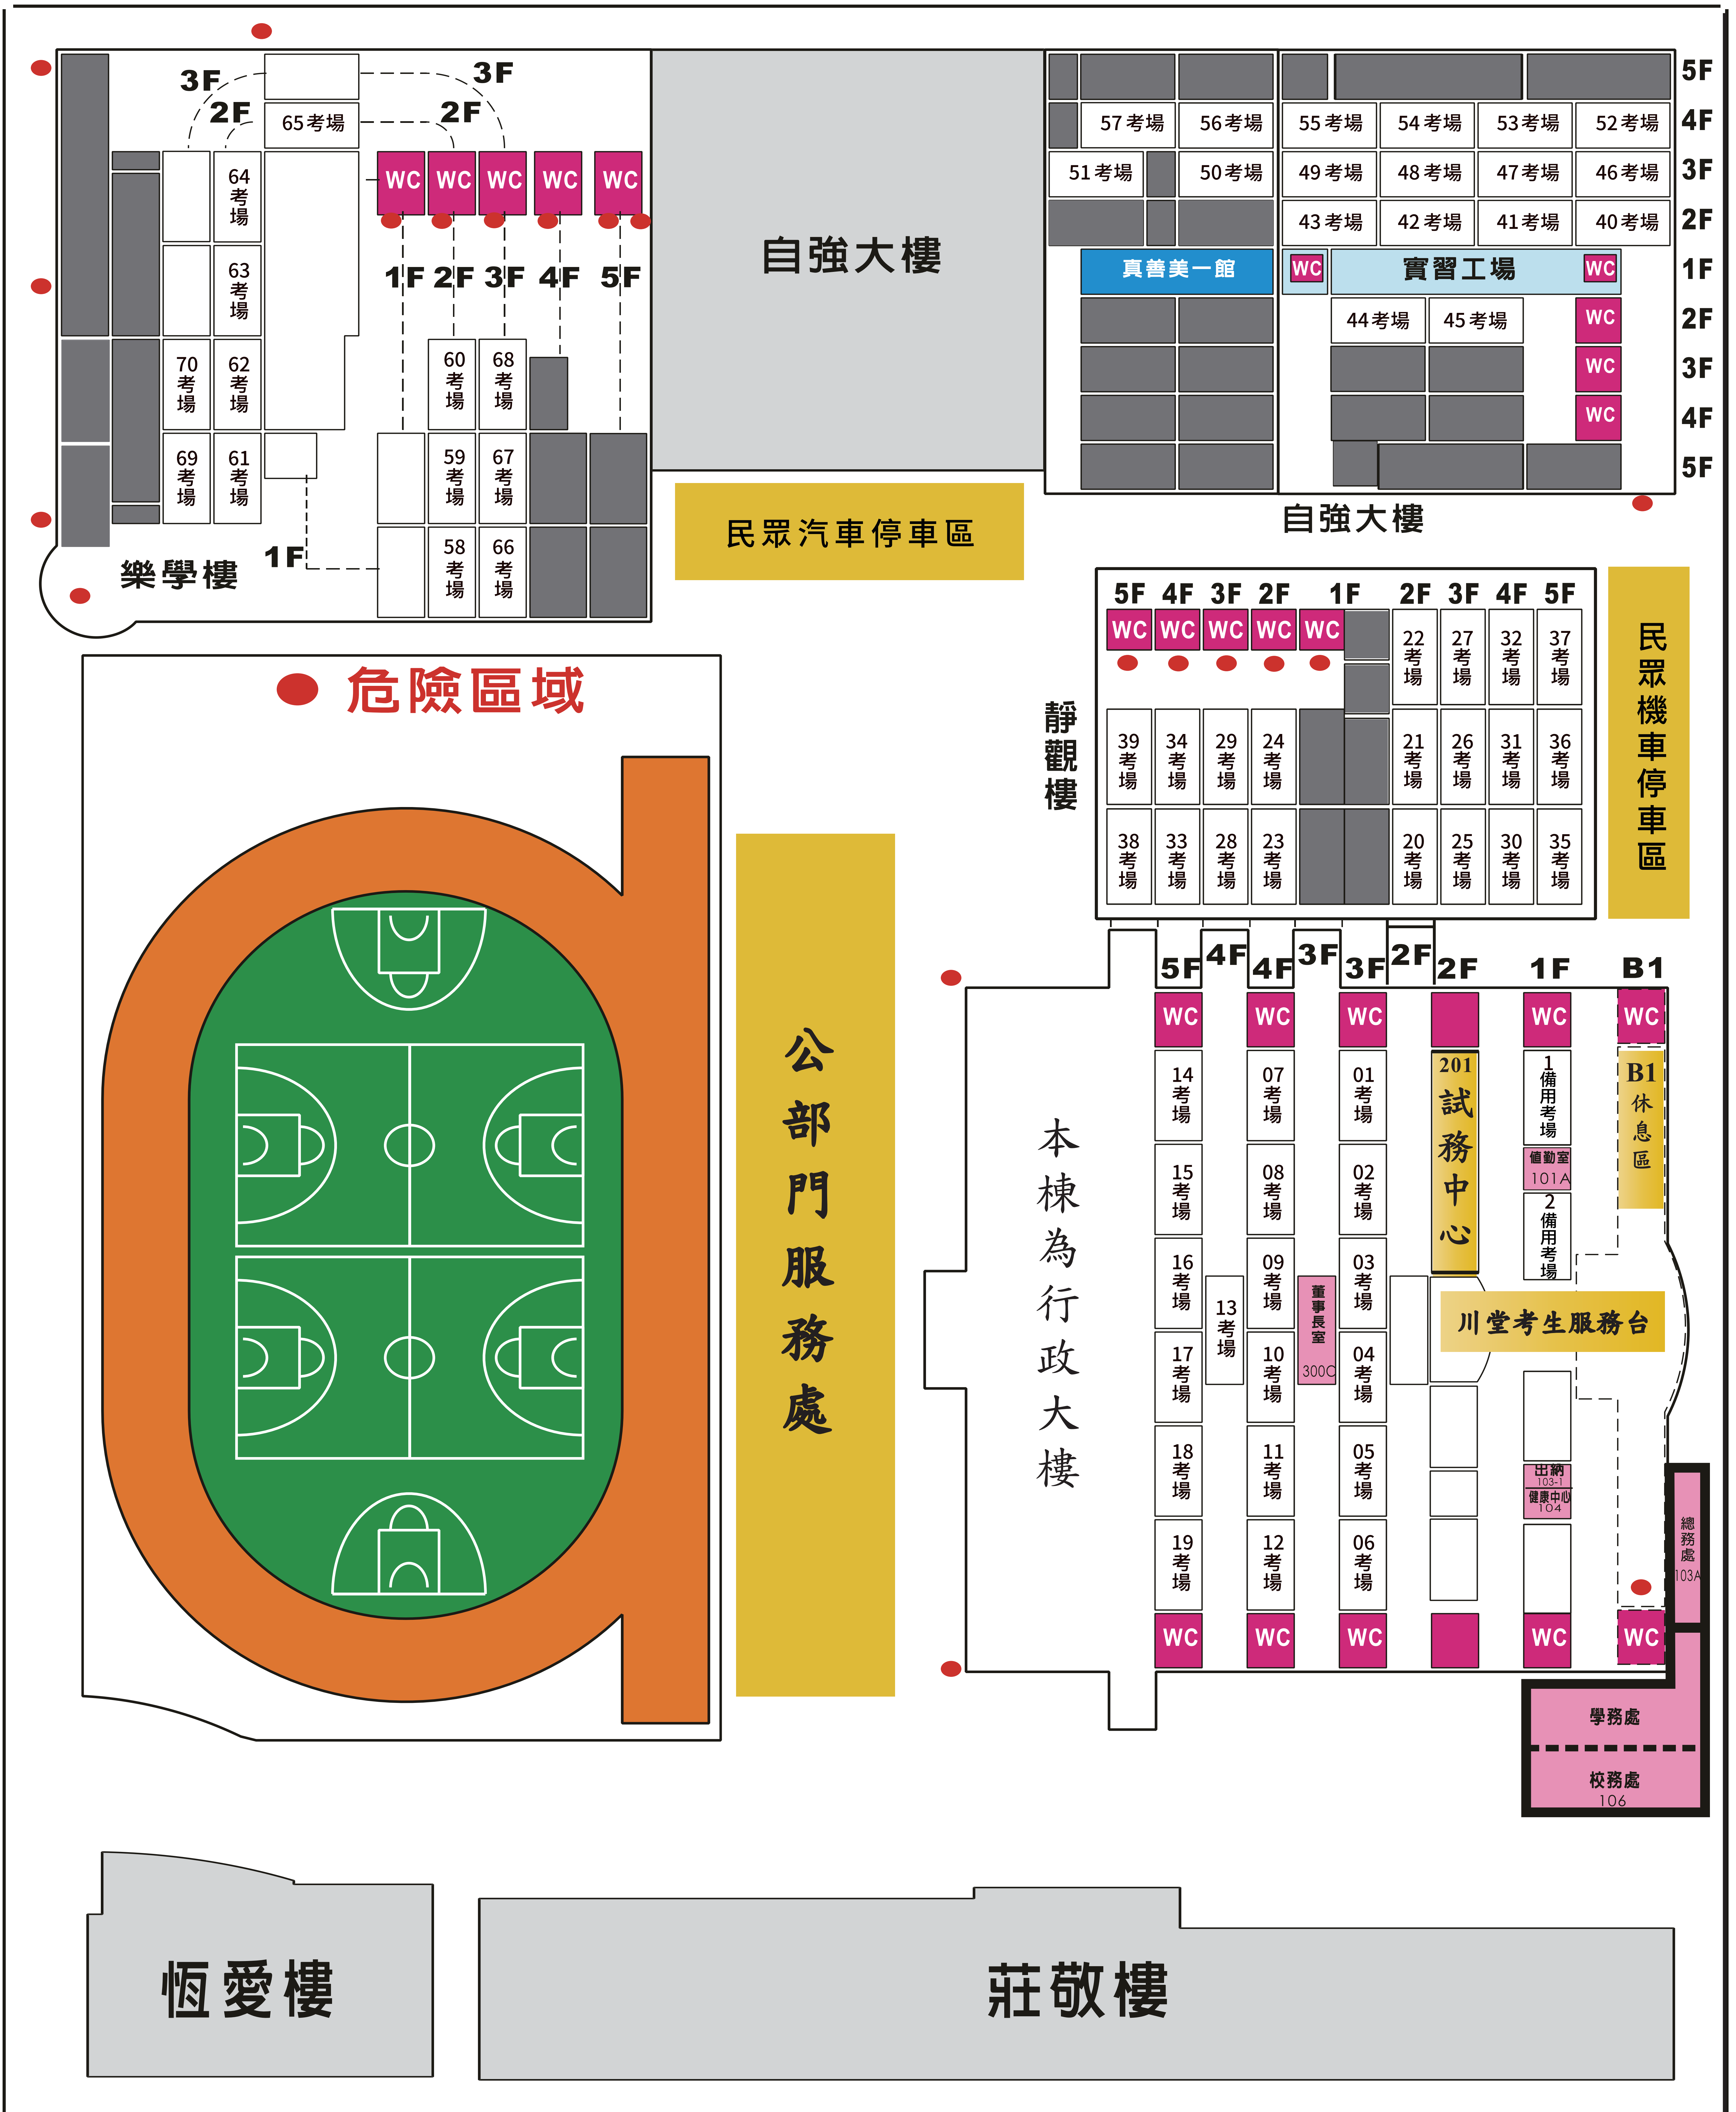 3F
3F
2F
2F
65考場
64考場
63考場
70考場
62考場
69考場
61考場
WC
WC
WC
WC
WC
1F
2F
3F
4F
5F
60考場
68考場
59考場
67考場
58考場
66考場
1F
樂學樓
自強大樓
民眾汽車停車區
5F
57考場
56考場
55考場
54考場
53考場
52考場
4F
51考場
50考場
49考場
48考場
47考場
46考場
3F
43考場
42考場
41考場
40考場
2F
真善美一館
WC
實習工場
WC
1F
44考場
45考場
WC
2F
WC
3F
WC
4F
5F
自強大樓
5F
4F
3F
2F
1F
2F
3F
4F
5F
WC
WC
WC
WC
WC
22考場
27考場
32考場
37考場
39考場
34考場
29考場
24考場
21考場
26考場
31考場
36考場
38考場
33考場
28考場
23考場
20考場
25考場
30考場
35考場
靜觀樓
民眾機車停車區
危險區域
公部門服務處
本棟為行政大樓
5F
4F
4F
3F
3F
2F
2F
1F
B1
WC
WC
WC
WC
WC
14考場
07考場
01考場
201
試務中心
1備用考場
B1
休息區
15考場
08考場
02考場
值勤室
101A
2備用考場
16考場
09考場
03考場
13考場
董事長室
300C
川堂考生服務台
17考場
10考場
04考場
18考場
11考場
05考場
出納
103-1
健康中心
104
19考場
12考場
06考場
總務處
103A
WC
WC
WC
WC
WC
學務處
校務處
106
恆愛樓
莊敬樓